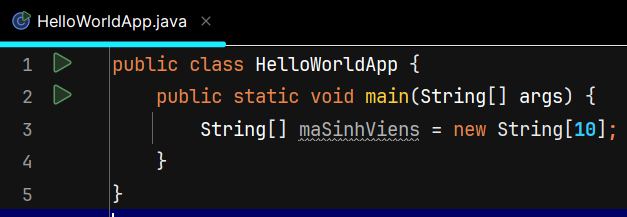 HelloWorldApp.java
1 public class HelloWorldApp {
2 public static void main(String[] args) {
3 String[] maSinhViens = new String[10];
4 }
5 }